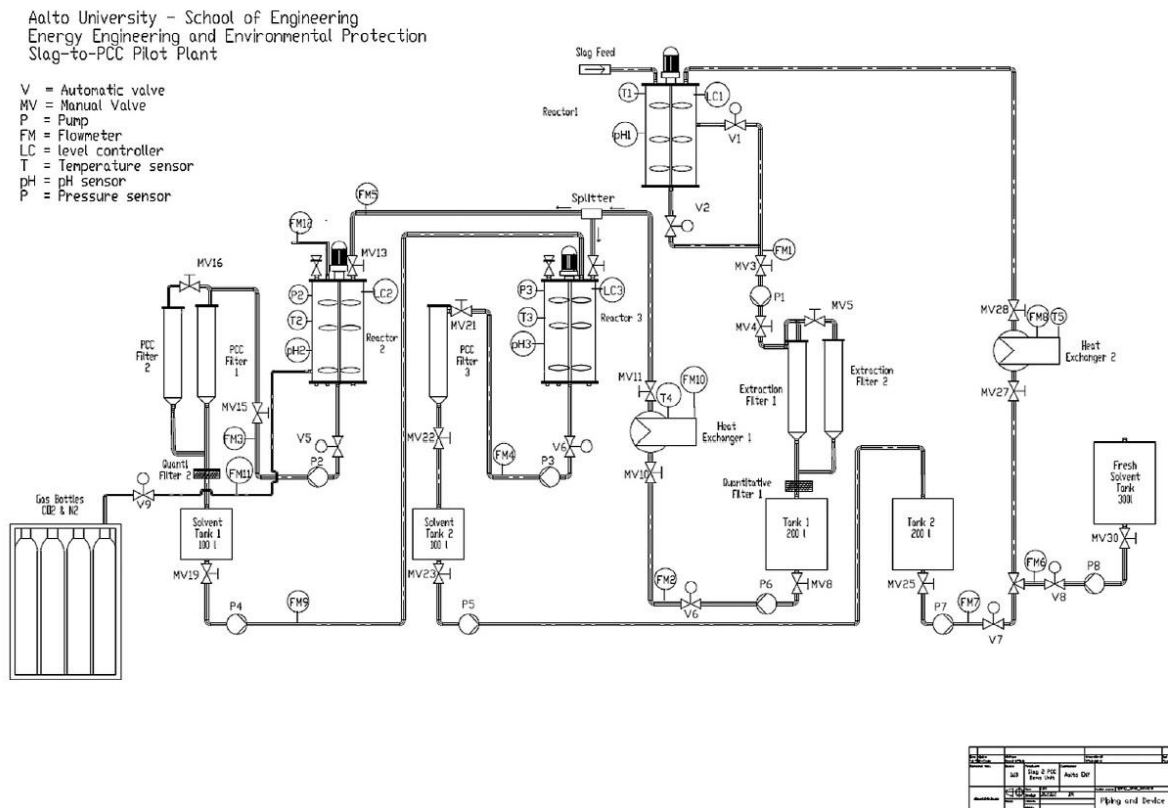 Aalto University - School of Engineering
Energy Engineering and Environmental Protection
Slag-to-PCC Pilot Plant
V = Automatic valve
MV = Manual Valve
P = Pump
FM = Flowmeter
LC = level controller
T = Temperature sensor
pH = pH sensor
P = Pressure sensor
Slag Feed
Reactor1
T1
LC1
pH1
V1
V2
Splitter
FM5
FM12
MV13
MV16
P2
LC2
T2
pH2
Reactor
2
PCC
Filter
2
PCC
Filter
1
MV15
FM3
V5
P2
Quanti
Filter 2
FM11
V9
Gas Bottles
CO2 & N2
Solvent
Tank 1
100 l
MV19
P4
FM9
P3
LC3
T3
Reactor 3
pH3
MV21
PCC
Filter
3
MV22
FM4
P3
V6
Solvent
Tank 2
100 l
MV23
P5
FM1
MV3
P1
MV4
MV5
MV11
T4
FM10
Heat
Exchanger 1
MV10
Extraction
Filter 1
Extraction
Filter 2
Quantitative
Filter 1
Tank 1
200 l
MV8
P6
V6
FM2
Tank 2
200 l
MV25
P7
FM7
V7
MV28
FM8
T5
Heat
Exchanger 2
MV27
Fresh
Solvent
Tank
300l
MV30
P8
V8
FM6
Slag 2 PCC
Demo Unit
Aalto
Piping and Device